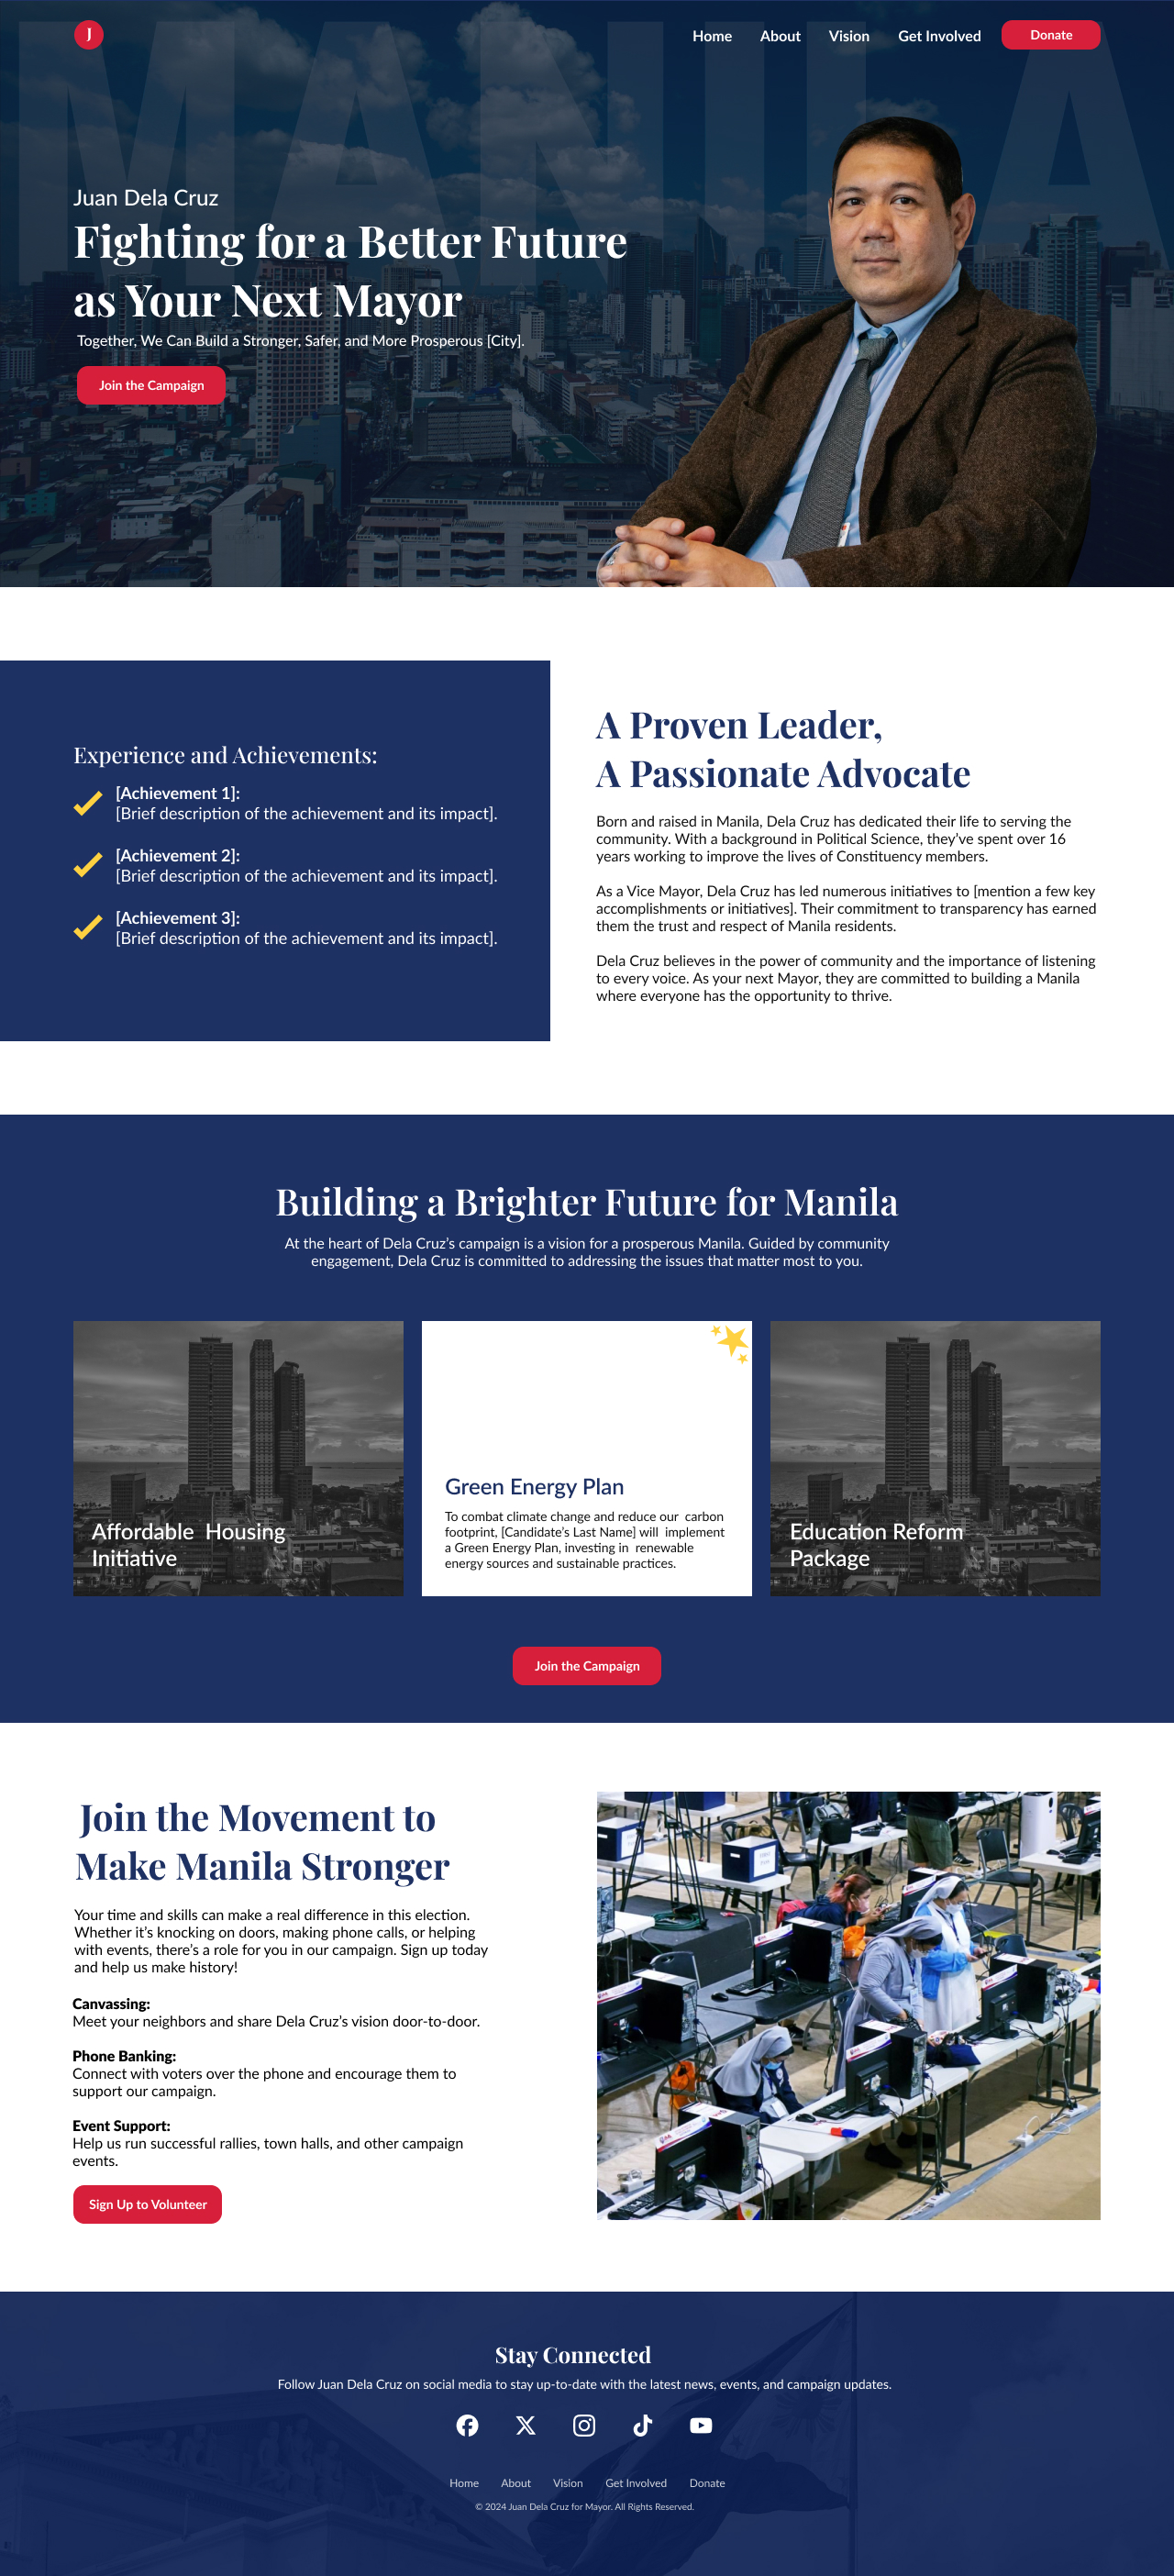 MANILA
J
Home About Vision Get Involved Donate
Juan Dela Cruz
Fighting for a Better Future
as Your Next Mayor
Together, We Can Build a Stronger, Safer, and More Prosperous [City].
Join the Campaign
Experience and Achievements:
[Achievement 1]:
[Brief description of the achievement and its impact].
[Achievement 2]:
[Brief description of the achievement and its impact].
[Achievement 3]:
[Brief description of the achievement and its impact].
A Proven Leader,
A Passionate Advocate
Born and raised in Manila, Dela Cruz has dedicated their life to serving the
community. With a background in Political Science, they’ve spent over 16
years working to improve the lives of Constituency members.
As a Vice Mayor, Dela Cruz has led numerous initiatives to [mention a few key
accomplishments or initiatives]. Their commitment to transparency has earned
them the trust and respect of Manila residents.
Dela Cruz believes in the power of community and the importance of listening
to every voice. As your next Mayor, they are committed to building a Manila
where everyone has the opportunity to thrive.
Building a Brighter Future for Manila
At the heart of Dela Cruz’s campaign is a vision for a prosperous Manila. Guided by community
engagement, Dela Cruz is committed to addressing the issues that matter most to you.
Affordable Housing
Initiative
Green Energy Plan
To combat climate change and reduce our carbon
footprint, [Candidate’s Last Name] will implement
a Green Energy Plan, investing in renewable
energy sources and sustainable practices.
Education Reform
Package
Join the Campaign
Join the Movement to
Make Manila Stronger
Your time and skills can make a real difference in this election.
Whether it’s knocking on doors, making phone calls, or helping
with events, there’s a role for you in our campaign. Sign up today
and help us make history!
Canvassing:
Meet your neighbors and share Dela Cruz’s vision door-to-door.
Phone Banking:
Connect with voters over the phone and encourage them to
support our campaign.
Event Support:
Help us run successful rallies, town halls, and other campaign
events.
Sign Up to Volunteer
Stay Connected
Follow Juan Dela Cruz on social media to stay up-to-date with the latest news, events, and campaign updates.
Home About Vision Get Involved Donate
© 2024 Juan Dela Cruz for Mayor. All Rights Reserved.